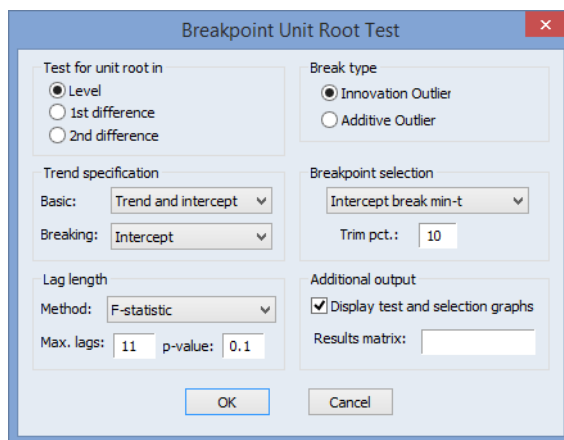 Breakpoint Unit Root Test
Test for unit root in
Level
1st difference
2nd difference
Break type
Innovation Outlier
Additive Outlier
Trend specification
Basic: Trend and intercept
Breaking: Intercept
Breakpoint selection
Intercept break min-t
Trim pct.: 10
Lag length
Method: F-statistic
Max. lags: 11 p-value: 0.1
Additional output
Display test and selection graphs
Results matrix:
OK Cancel